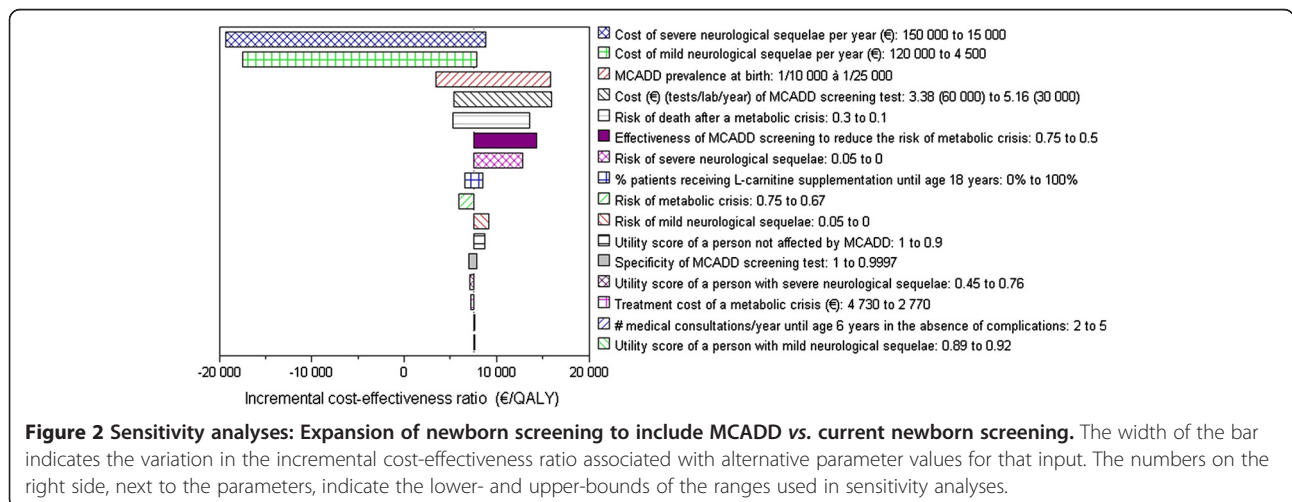 Cost of severe neurological sequelae per year (€): 150 000 to 15 000
Cost of mild neurological sequelae per year (€): 120 000 to 4 500
MCADD prevalence at birth: 1/10 000 à 1/25 000
Cost (€) (tests/lab/year) of MCADD screening test: 3.38 (60 000) to 5.16 (30 000)
Risk of death after a metabolic crisis: 0.3 to 0.1
Effectiveness of MCADD screening to reduce the risk of metabolic crisis: 0.75 to 0.5
Risk of severe neurological sequelae: 0.05 to 0
% patients receiving L-carnitine supplementation until age 18 years: 0% to 100%
Risk of metabolic crisis: 0.75 to 0.67
Risk of mild neurological sequelae: 0.05 to 0
Utility score of a person not affected by MCADD: 1 to 0.9
Specificity of MCADD screening test: 1 to 0.9997
Utility score of a person with severe neurological sequelae: 0.45 to 0.76
Treatment cost of a metabolic crisis (€): 4 730 to 2 770
# medical consultations/year until age 6 years in the absence of complications: 2 to 5
Utility score of a person with mild neurological sequelae: 0.89 to 0.92
-20 000 -10 000 0 10 000 20 000
Incremental cost-effectiveness ratio (€/QALY)
Figure 2 Sensitivity analyses: Expansion of newborn screening to include MCADD vs. current newborn screening. The width of the bar
indicates the variation in the incremental cost-effectiveness ratio associated with alternative parameter values for that input. The numbers on the
right side, next to the parameters, indicate the lower- and upper-bounds of the ranges used in sensitivity analyses.